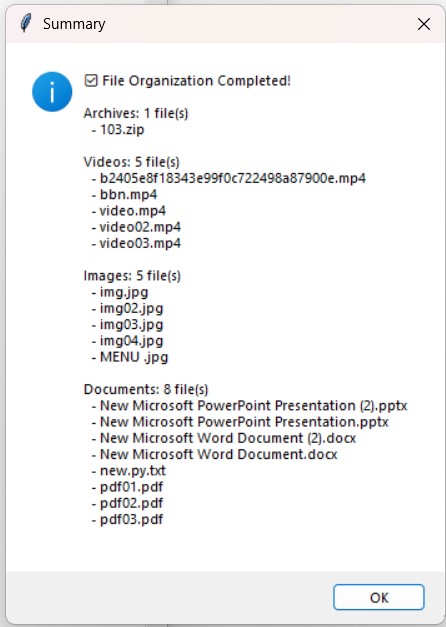 Summary
☑ File Organization Completed!
Archives: 1 file(s)
- 103.zip
Videos: 5 file(s)
- b2405e8f18343e99f0c722498a87900e.mp4
- bbn.mp4
- video.mp4
- video02.mp4
- video03.mp4
Images: 5 file(s)
- img.jpg
- img02.jpg
- img03.jpg
- img04.jpg
- MENU .jpg
Documents: 8 file(s)
- New Microsoft PowerPoint Presentation (2).pptx
- New Microsoft PowerPoint Presentation.pptx
- New Microsoft Word Document (2).docx
- New Microsoft Word Document.docx
- new.py.txt
- pdf01.pdf
- pdf02.pdf
- pdf03.pdf
OK